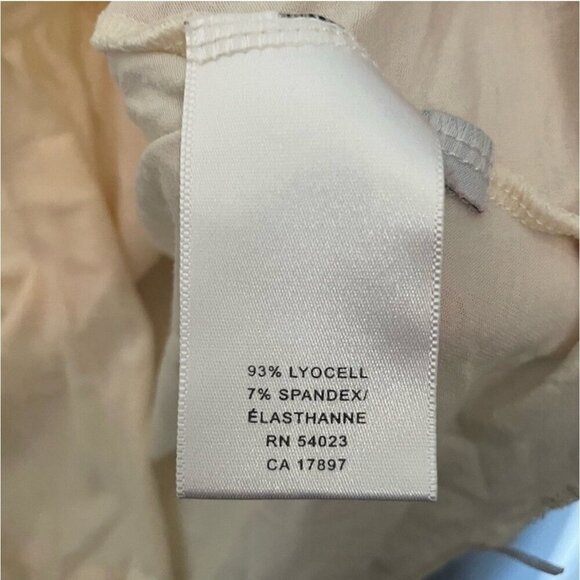 93% LYOCELL
7% SPANDEX/
ÉLASTHANNE
RN 54023
CA 17897